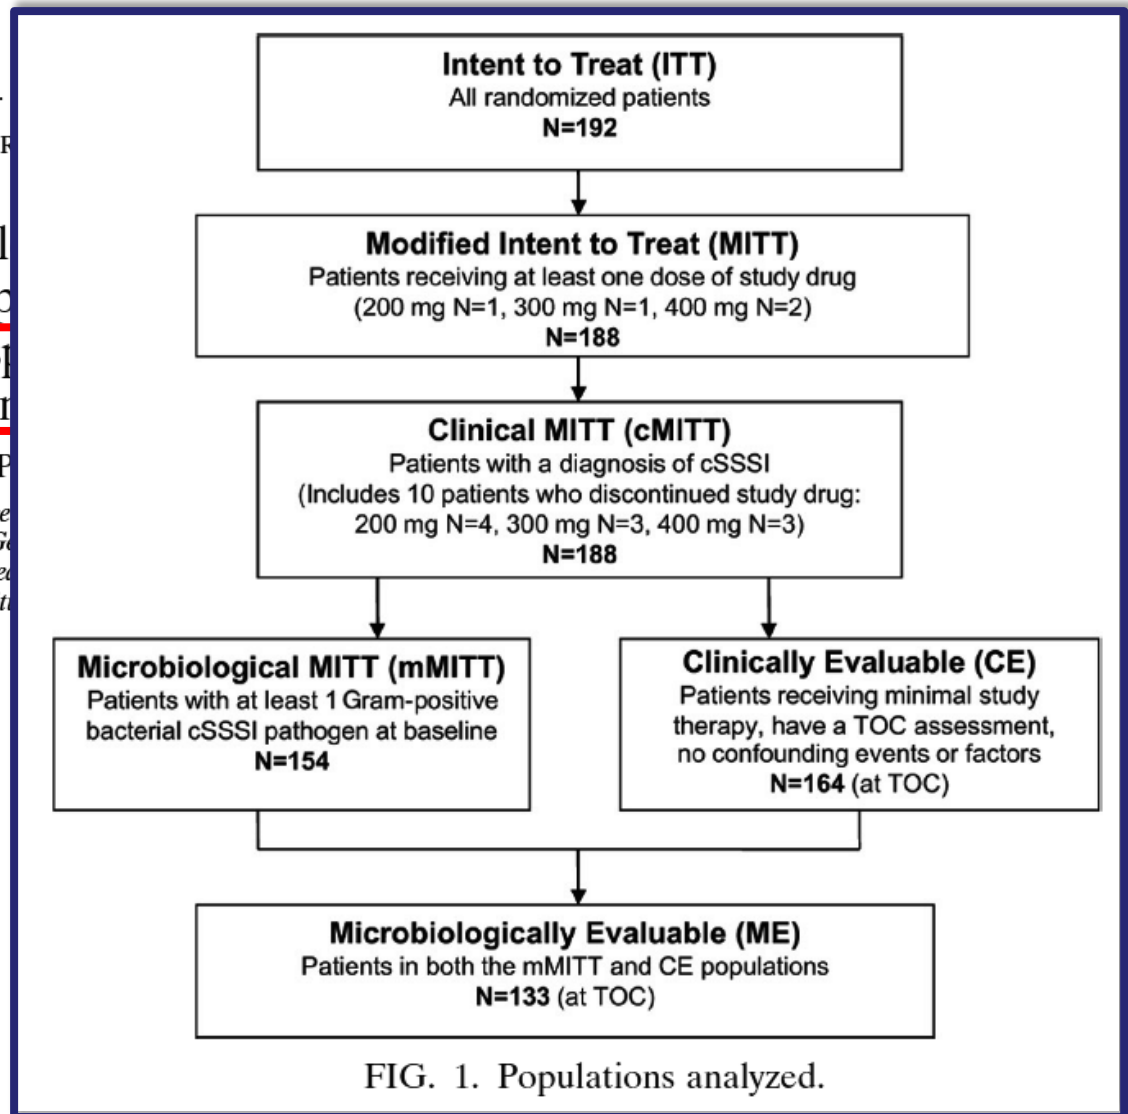 Intent to Treat (ITT)
All randomized patients
N=192
Modified Intent to Treat (MITT)
Patients receiving at least one dose of study drug
(200 mg N=1, 300 mg N=1, 400 mg N=2)
N=188
Clinical MITT (cMITT)
Patients with a diagnosis of cSSSI
(Includes 10 patients who discontinued study drug:
200 mg N=4, 300 mg N=3, 400 mg N=3)
N=188
Microbiological MITT (mMITT)
Patients with at least 1 Gram-positive
bacterial cSSSI pathogen at baseline
N=154
Clinically Evaluable (CE)
Patients receiving minimal study
therapy, have a TOC assessment,
no confounding events or factors
N=164 (at TOC)
Microbiologically Evaluable (ME)
Patients in both the mMITT and CE populations
N=133 (at TOC)
FIG. 1. Populations analyzed.